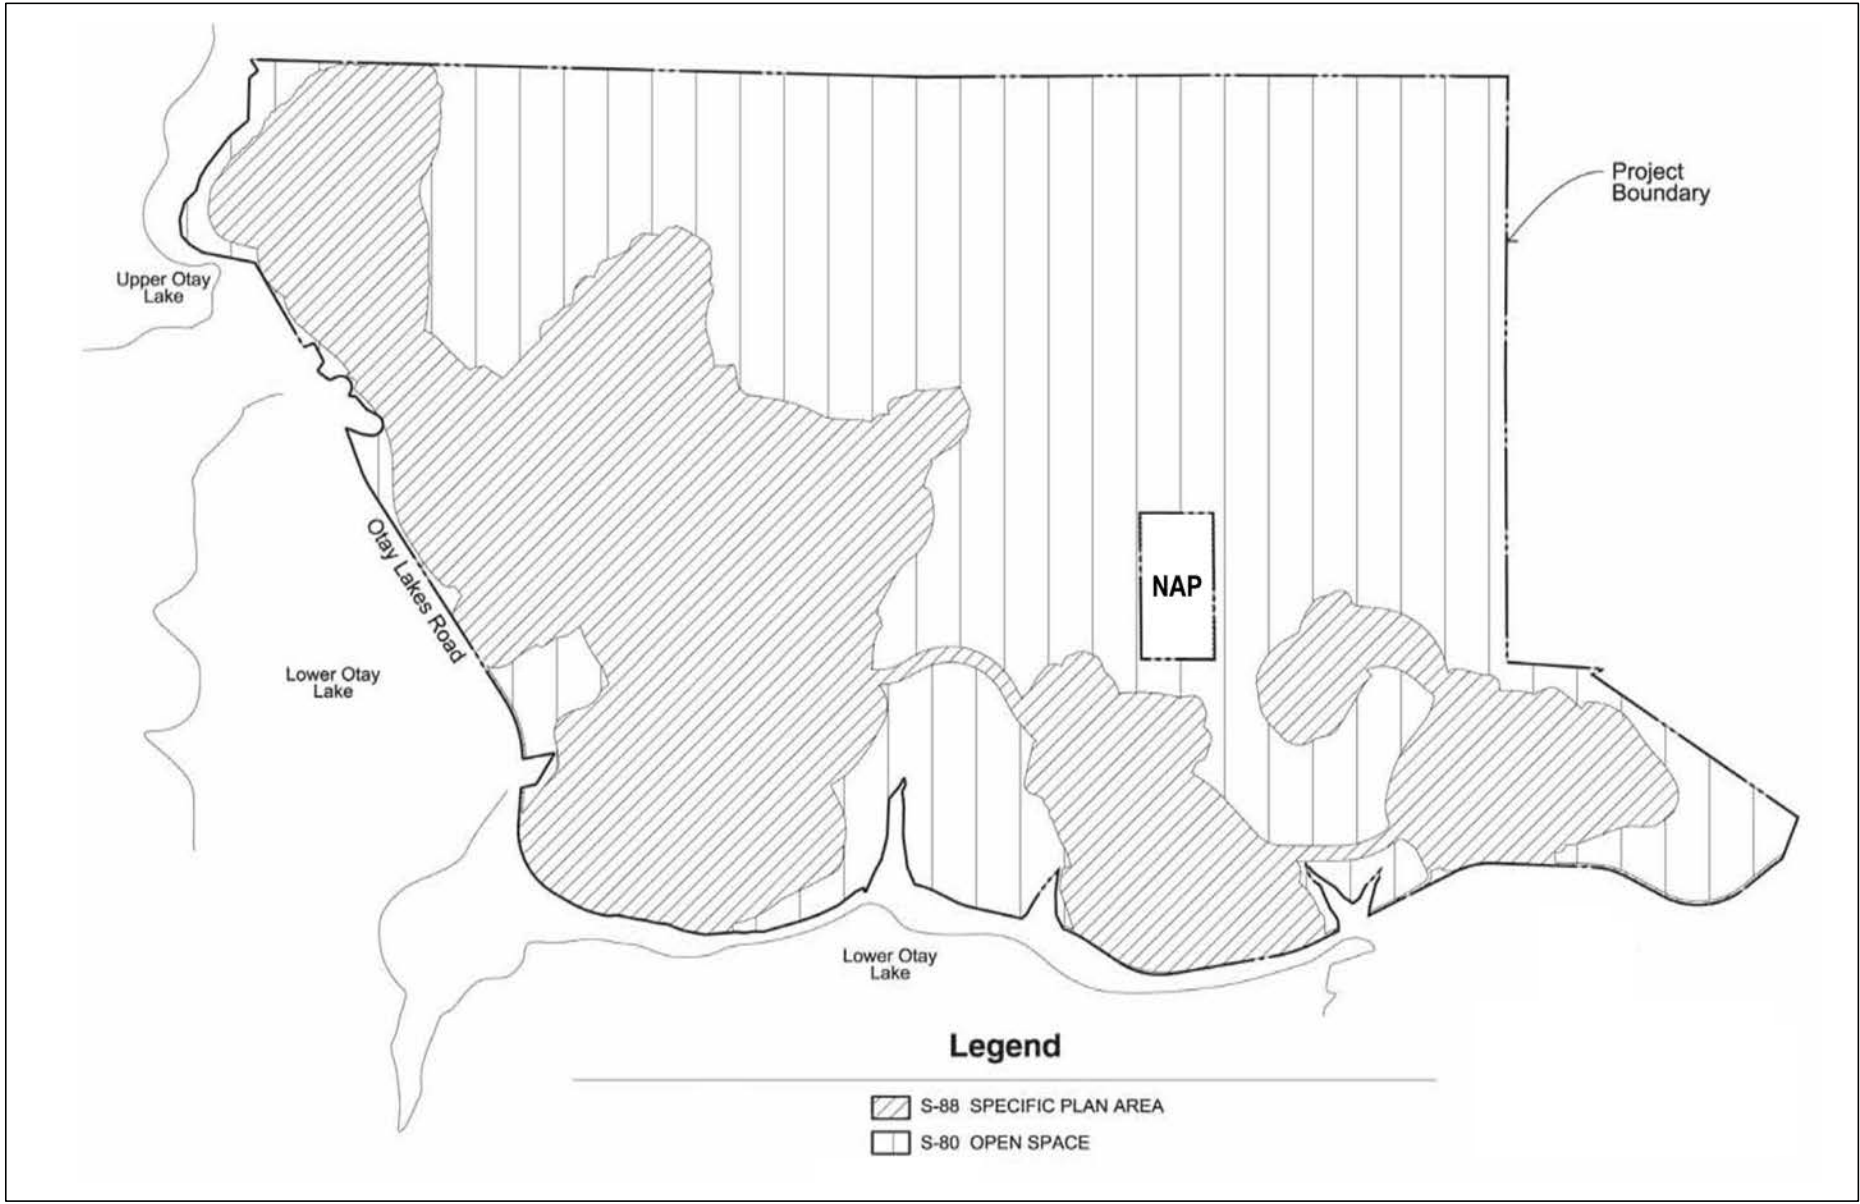 Project
Boundary
Upper Otay
Lake
Otay Lakes Road
NAP
Lower Otay
Lake
Lower Otay
Lake
Legend
S-88 SPECIFIC PLAN AREA
S-80 OPEN SPACE